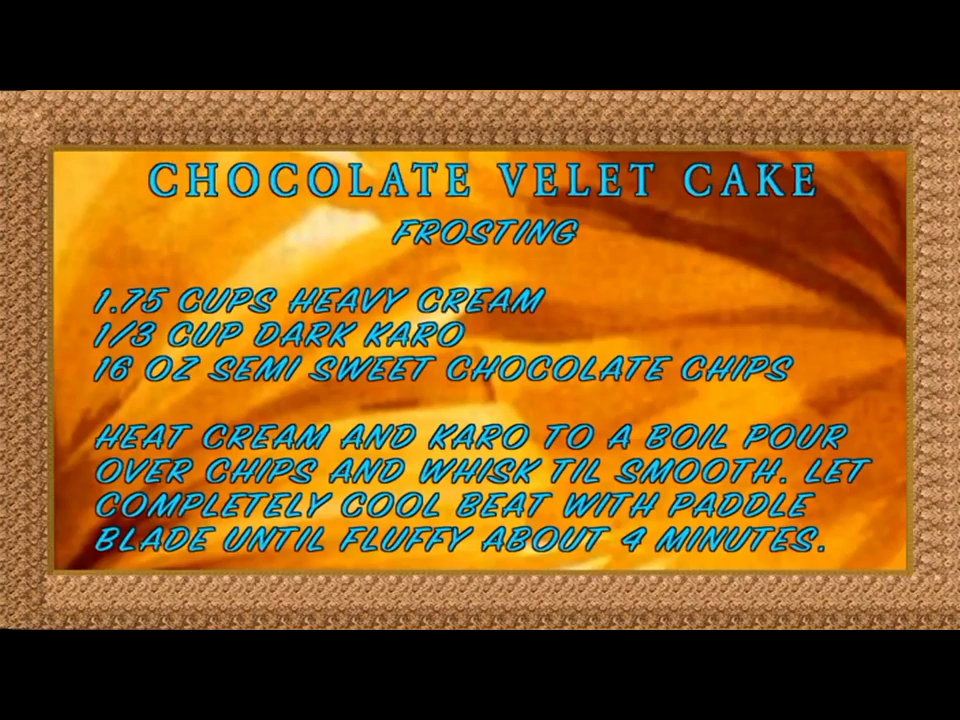 CHOCOLATE VELET CAKE
FROSTING
1.75 CUPS HEAVY CREAM
1/3 CUP DARK KARO
16 OZ SEMI SWEET CHOCOLATE CHIPS
HEAT CREAM AND KARO TO A BOIL POUR
OVER CHIPS AND WHISK TIL SMOOTH. LET
COMPLETELY COOL BEAT WITH PADDLE
BLADE UNTIL FLUFFY ABOUT 4 MINUTES.